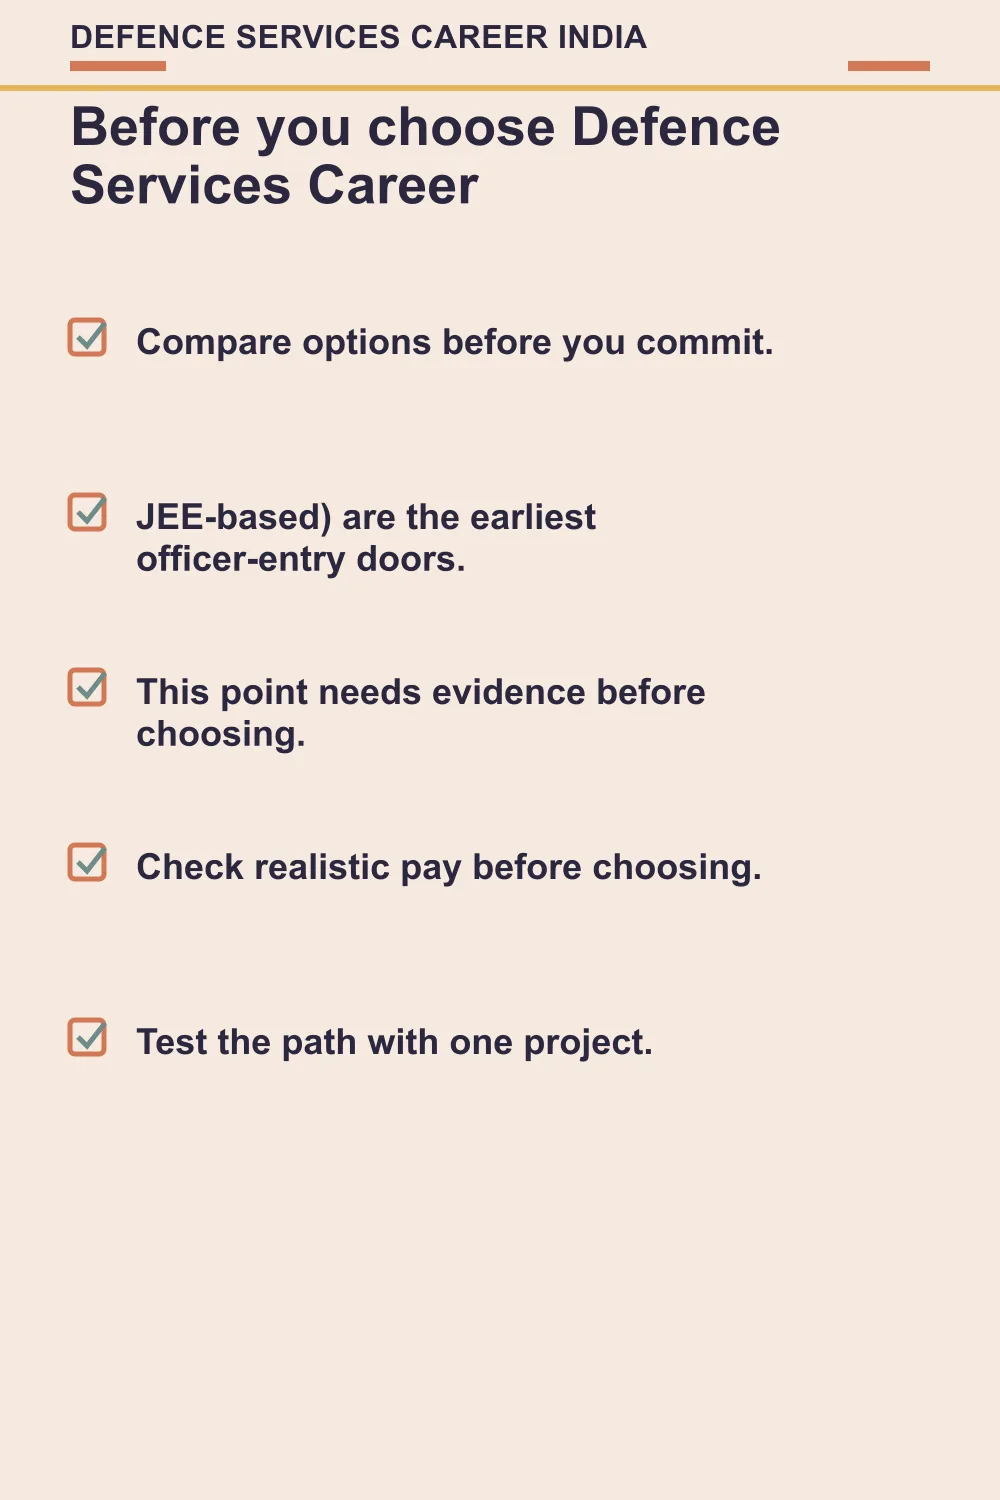 DEFENCE SERVICES CAREER INDIA
Before you choose Defence
Services Career
Compare options before you commit.
JEE-based) are the earliest
officer-entry doors.
This point needs evidence before
choosing.
Check realistic pay before choosing.
Test the path with one project.